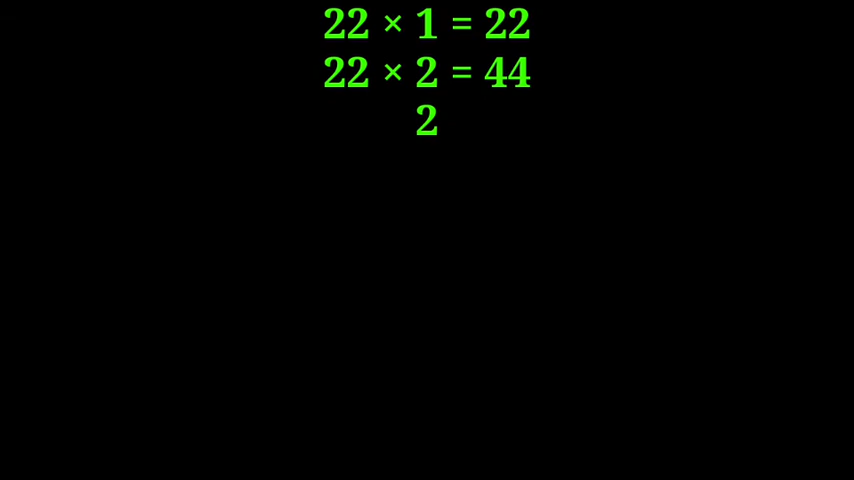 22 × 1 = 22
22 × 2 = 44
2